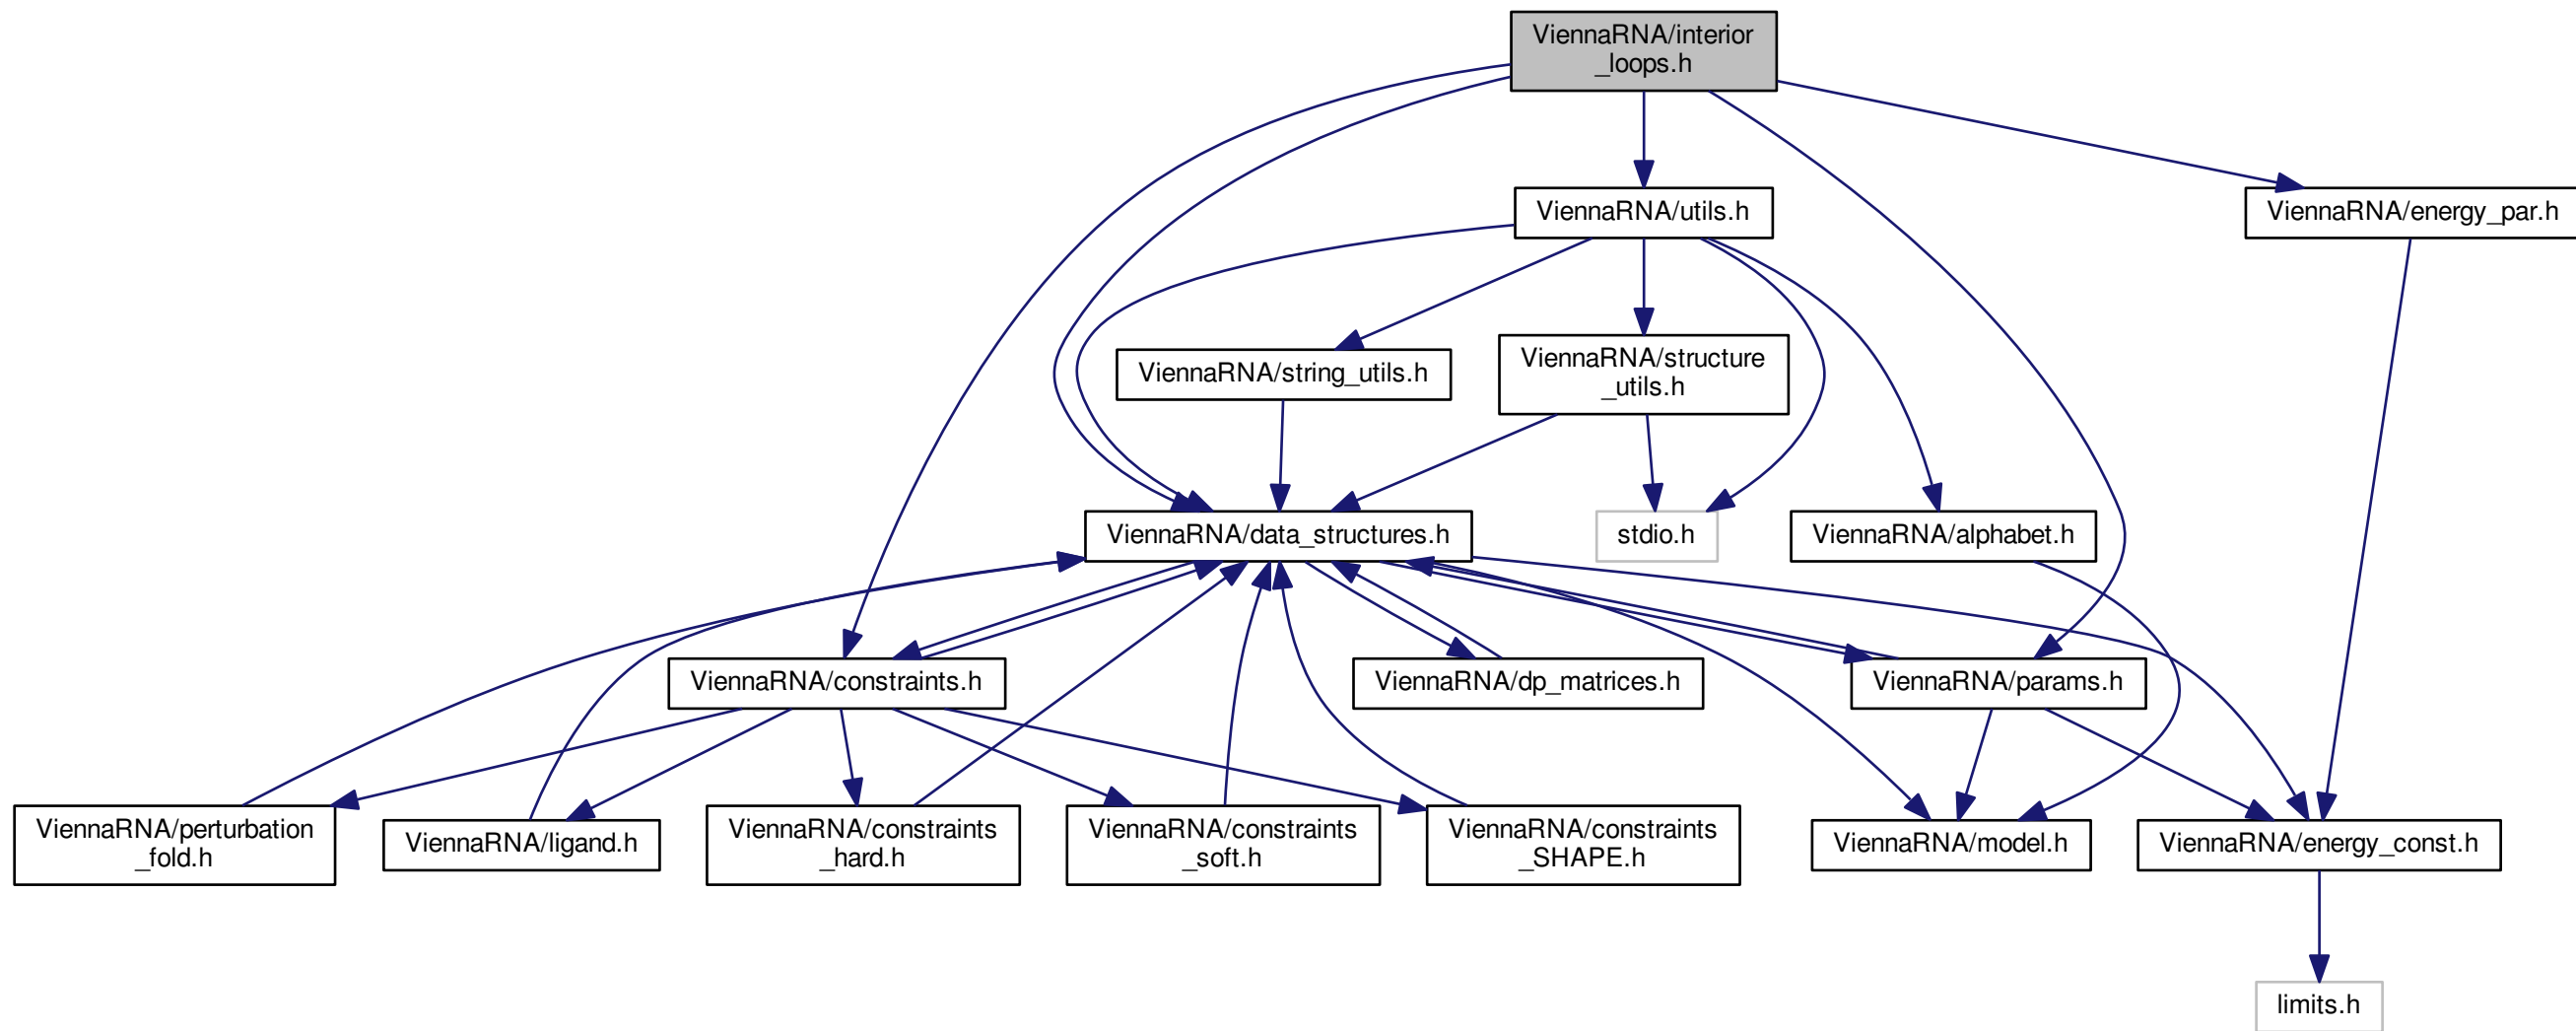 ViennaRNA/interior
_loops.h
ViennaRNA/utils.h
ViennaRNA/energy_par.h
ViennaRNA/string_utils.h
ViennaRNA/structure
_utils.h
ViennaRNA/data_structures.h
stdio.h
ViennaRNA/alphabet.h
ViennaRNA/constraints.h
ViennaRNA/dp_matrices.h
ViennaRNA/params.h
ViennaRNA/perturbation
_fold.h
ViennaRNA/ligand.h
ViennaRNA/constraints
_hard.h
ViennaRNA/constraints
_soft.h
ViennaRNA/constraints
_SHAPE.h
ViennaRNA/model.h
ViennaRNA/energy_const.h
limits.h